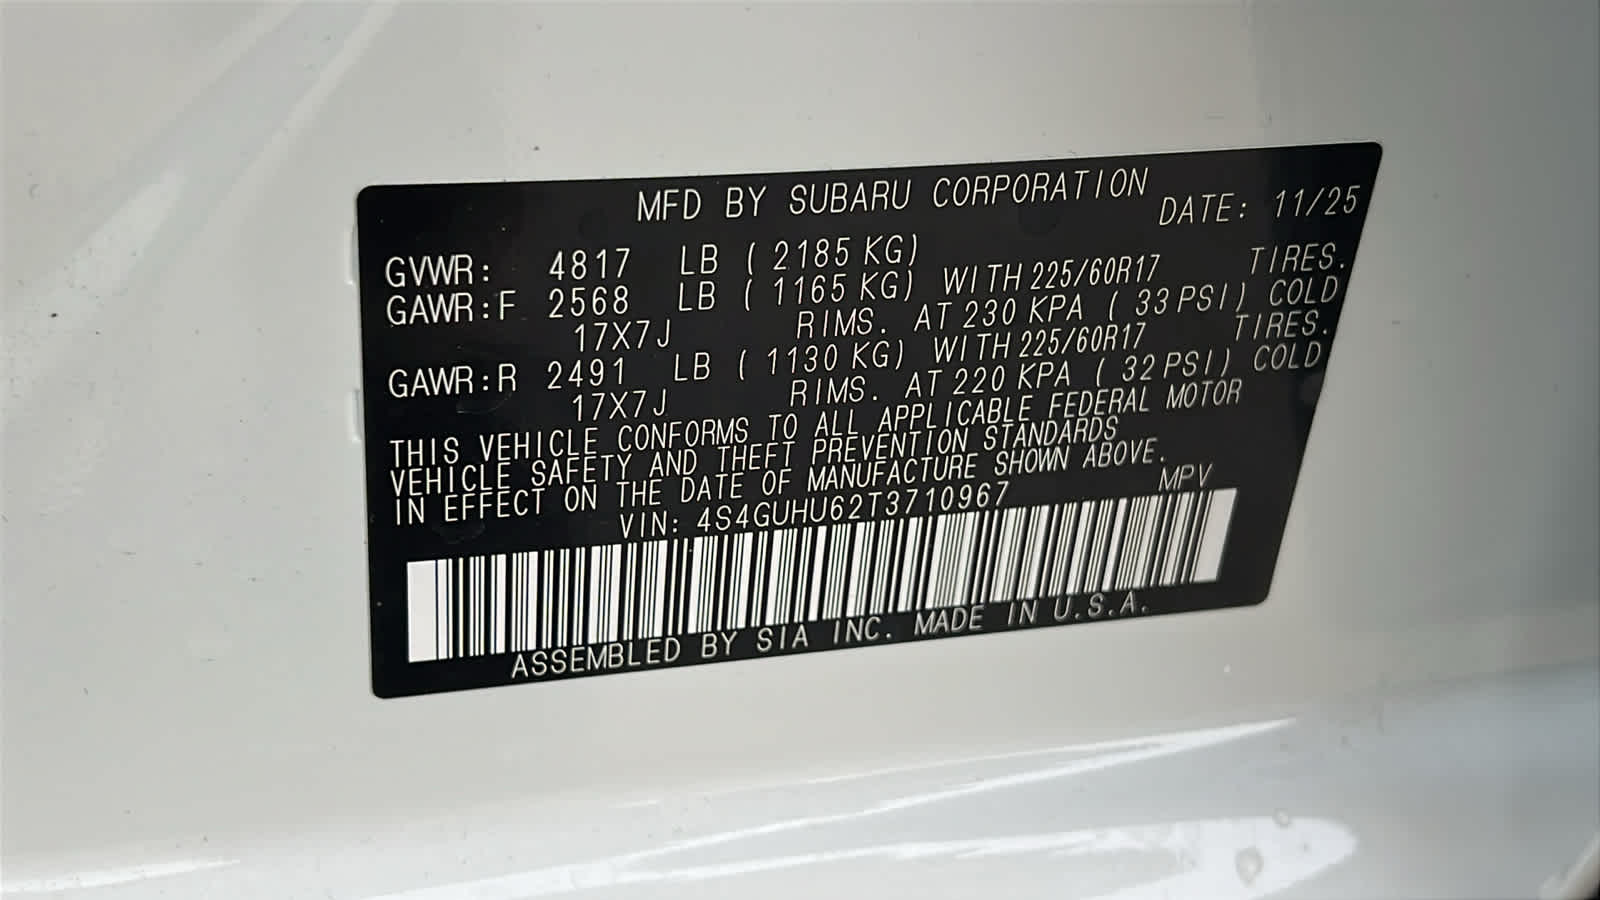 MFD BY SUBARU CORPORATION DATE: 11/25
GVWR: 4817 LB ( 2185 KG)
GAWR:F 2568 LB ( 1165 KG) WITH 225/60R17 TIRES.
17X7J RIMS. AT 230 KPA ( 33 PSI) COLD
GAWR:R 2491 LB ( 1130 KG) WITH 225/60R17 TIRES.
17X7J RIMS. AT 220 KPA ( 32 PSI) COLD
THIS VEHICLE CONFORMS TO ALL APPLICABLE FEDERAL MOTOR
VEHICLE SAFETY AND THEFT PREVENTION STANDARDS
IN EFFECT ON THE DATE OF MANUFACTURE SHOWN ABOVE.
VIN: 4S4GUHU62T3710967 MPV
ASSEMBLED BY SIA INC. MADE IN U.S.A.